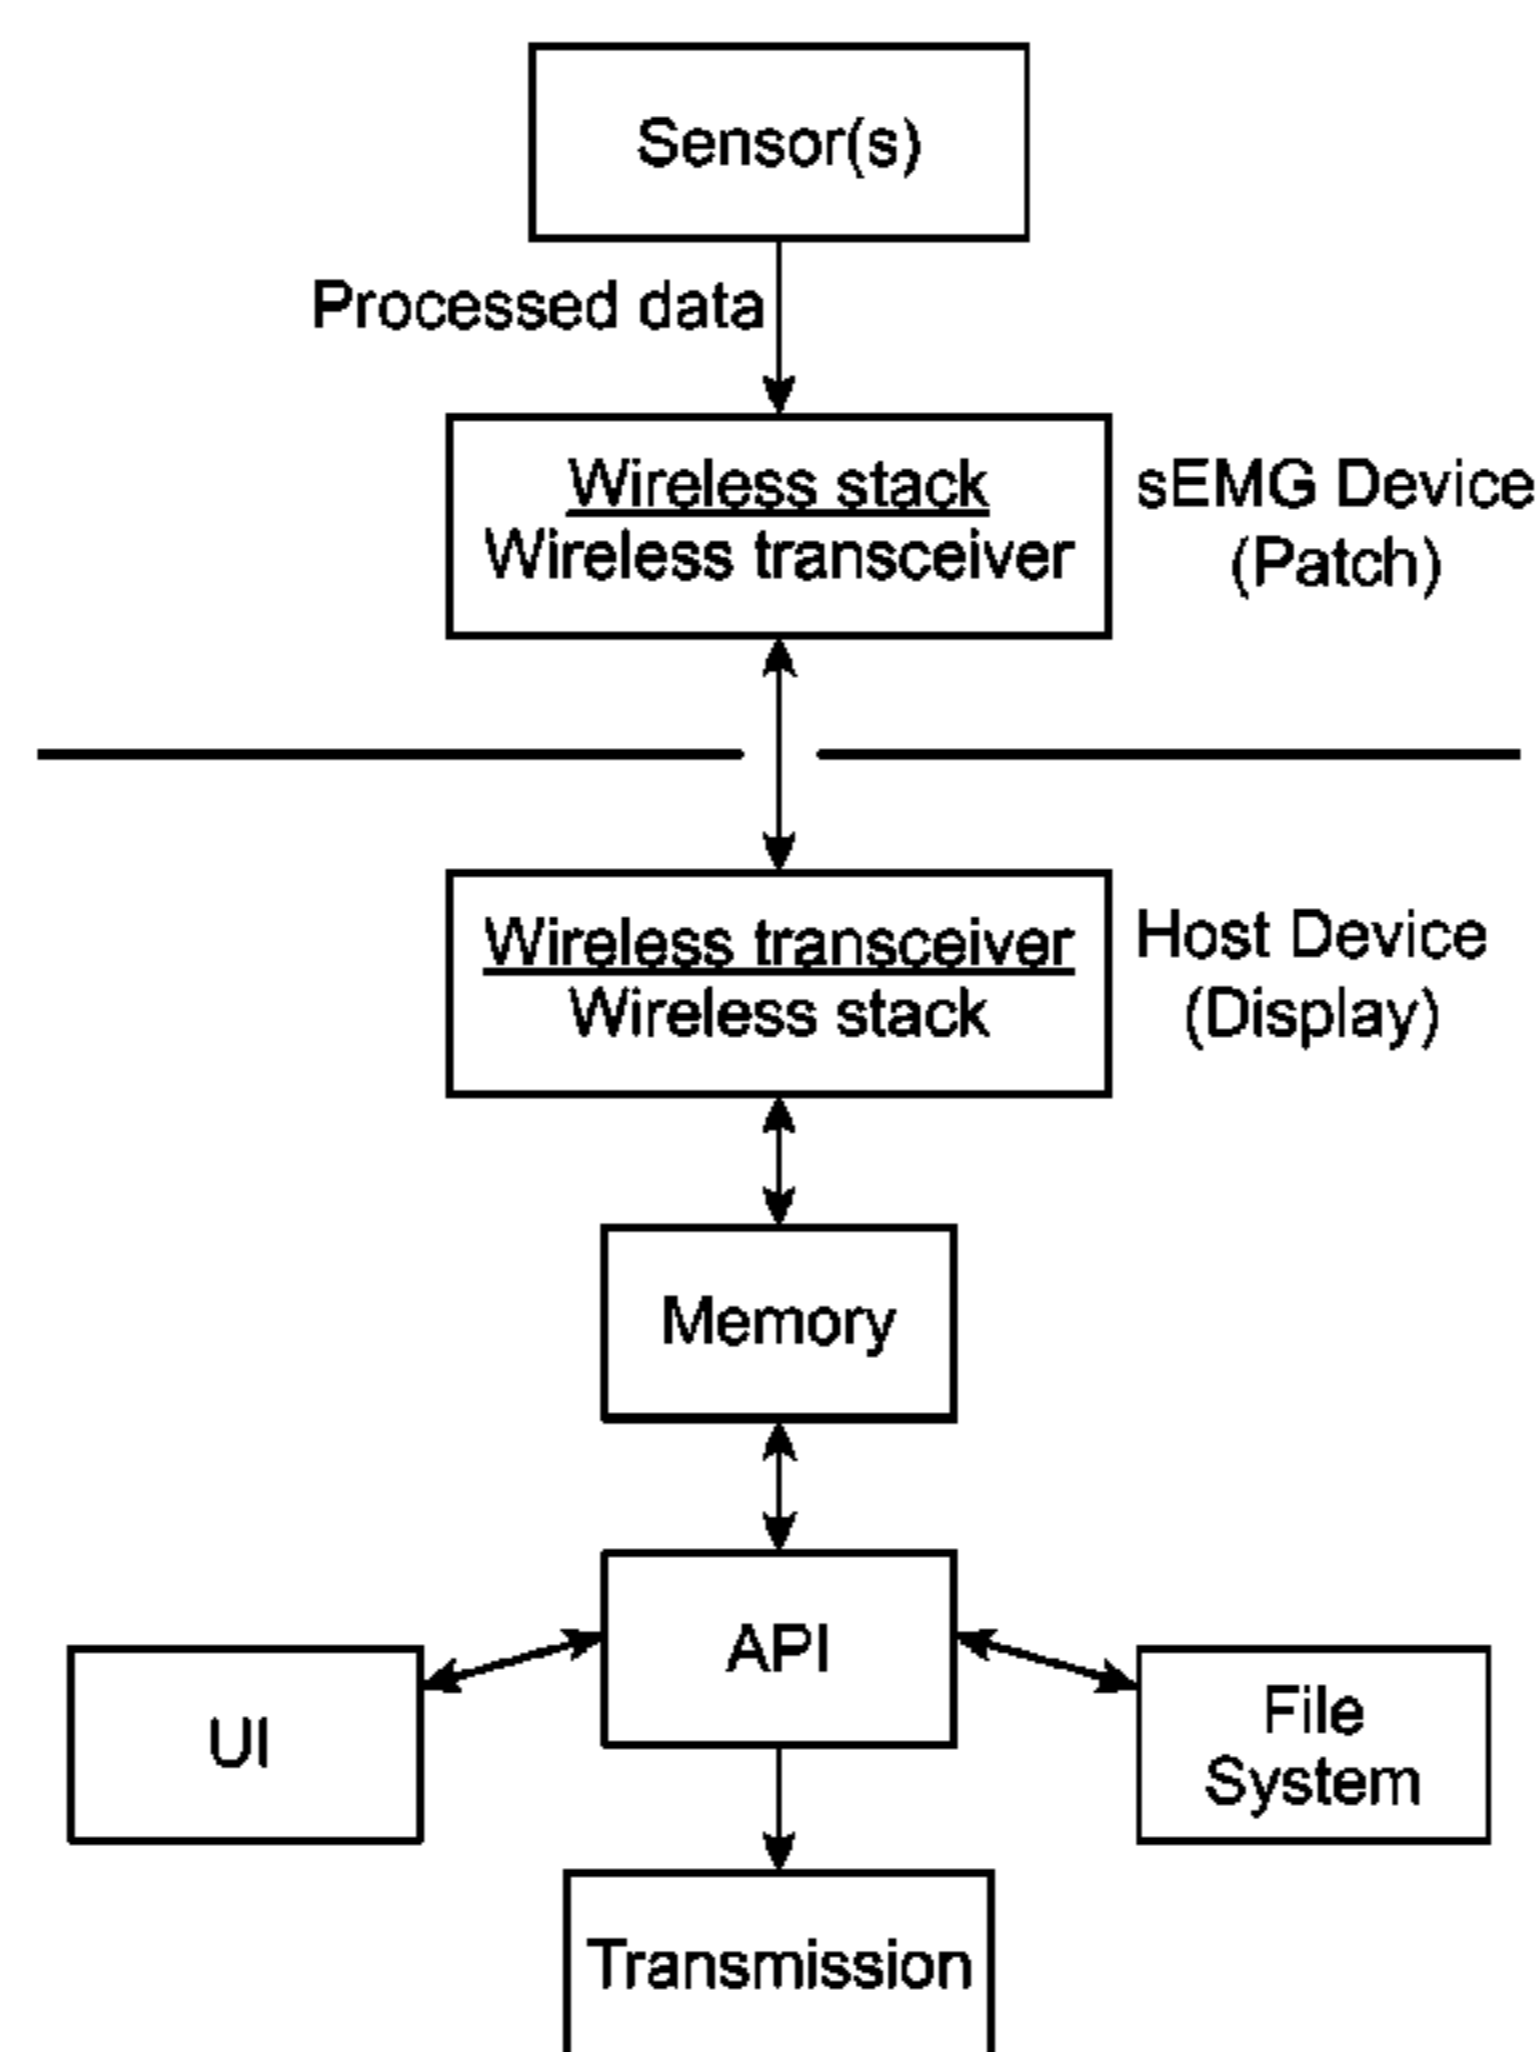 Sensor(s)
Processed data
Wireless stack
Wireless transceiver
sEMG Device
(Patch)
Wireless transceiver
Wireless stack
Host Device
(Display)
Memory
API
UI
File
System
Transmission